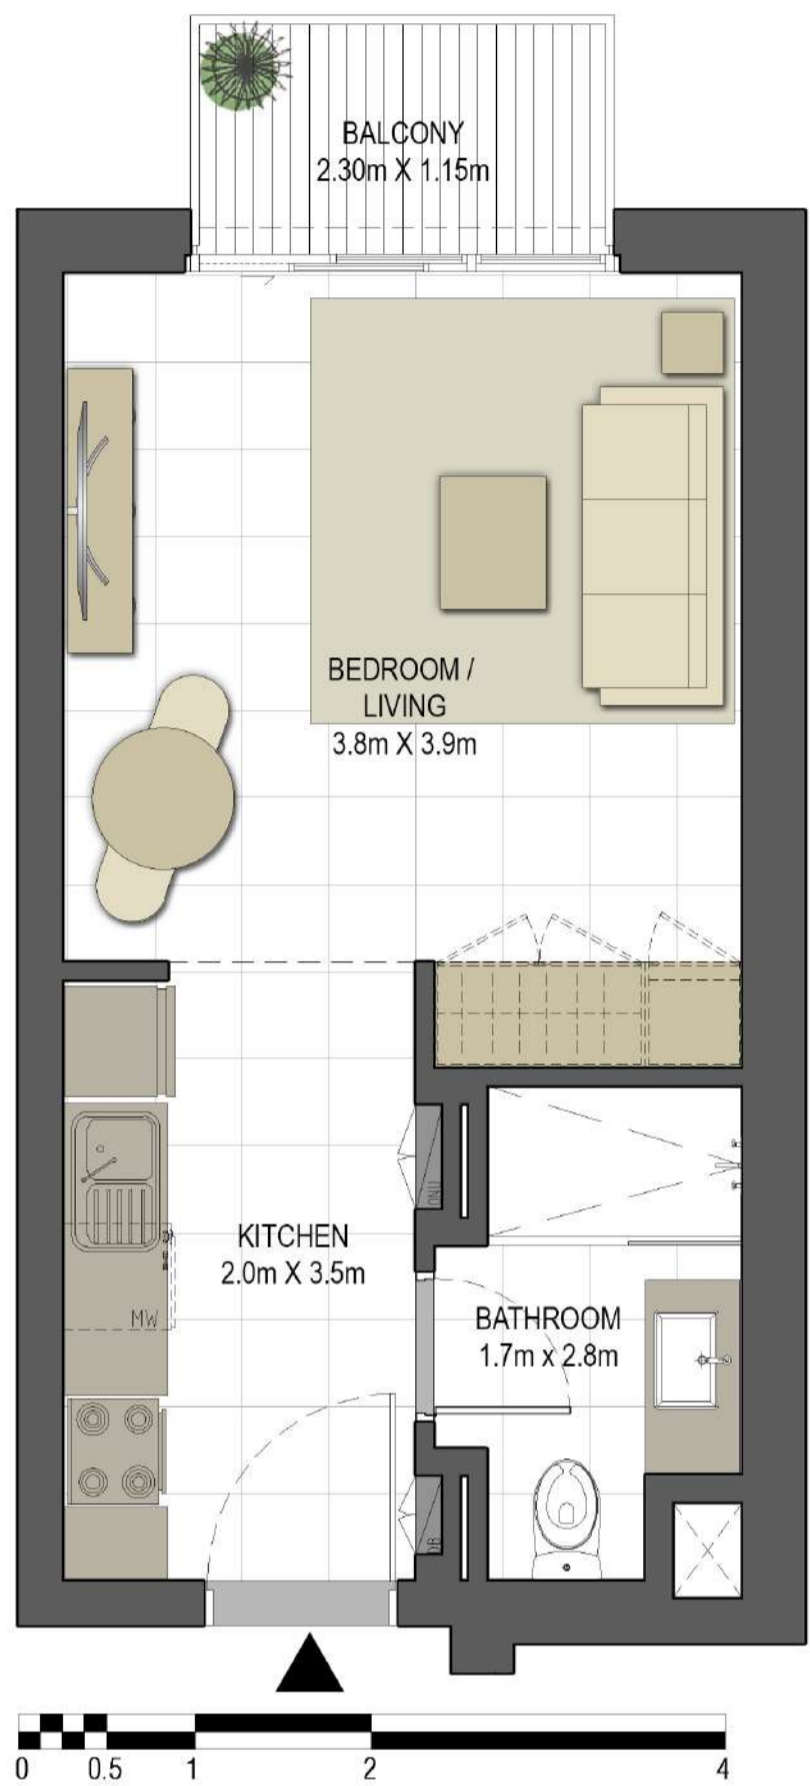 BALCONY
2.30m X 1.15m
BEDROOM /
LIVING
3.8m X 3.9m
KITCHEN
2.0m X 3.5m
MW
BATHROOM
1.7m x 2.8m
DB
0 0.5 1 2 4